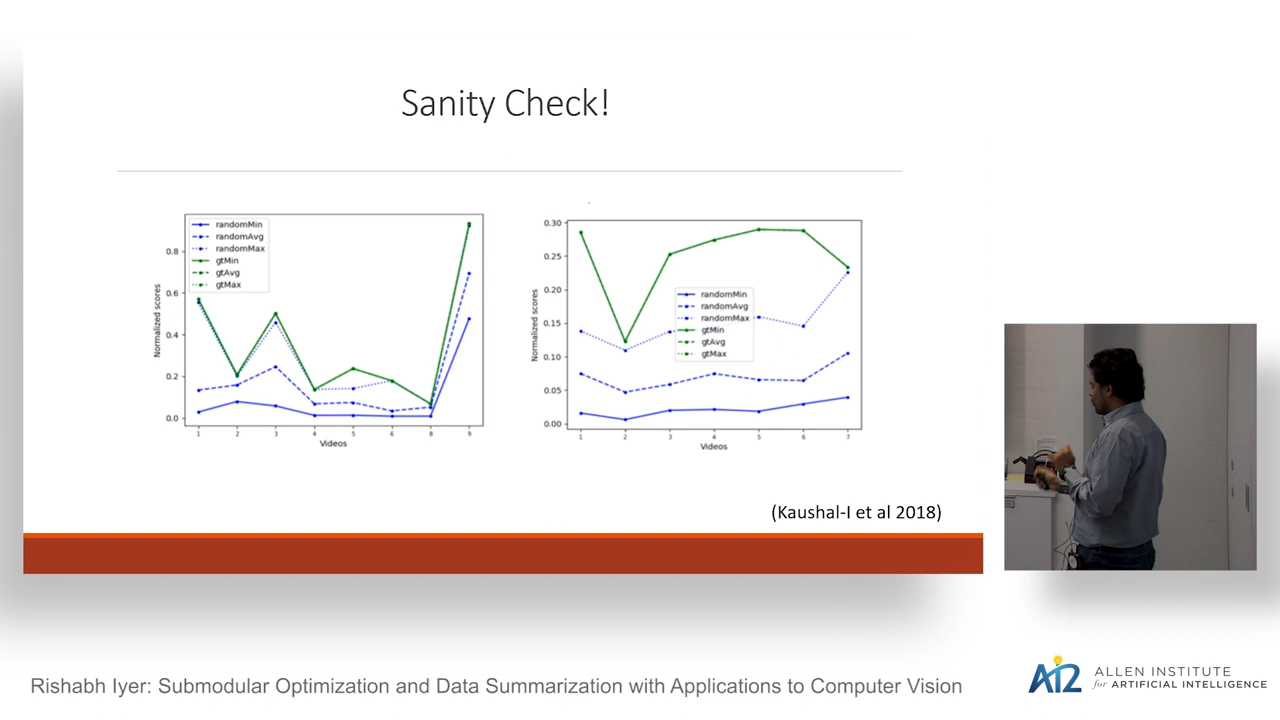 Sanity Check!
randomMin
randomAvg
randomMax
gtMin
gtAvg
gtMax
Normalized scores
0.8
0.6
0.4
0.2
0.0
1 2 3 4 5 6 8 9
Videos
randomMin
randomAvg
randomMax
gtMin
gtAvg
gtMax
Normalized scores
0.30
0.25
0.20
0.15
0.10
0.05
0.00
1 2 3 4 5 6 7
Videos
(Kaushal-I et al 2018)
Rishabh Iyer: Submodular Optimization and Data Summarization with Applications to Computer Vision
AI2
ALLEN INSTITUTE
for ARTIFICIAL INTELLIGENCE